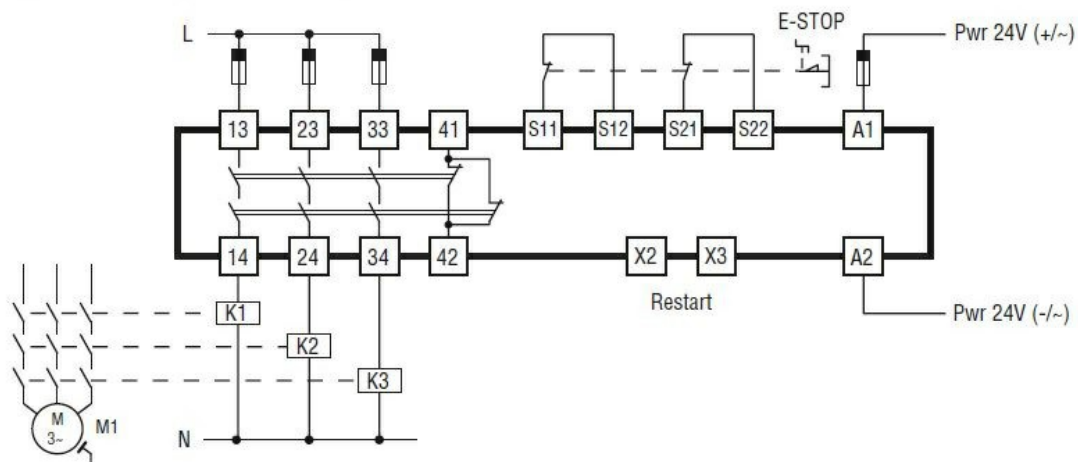 E-STOP
L
Pwr 24V (+/~)
13 23 33 41 S11 S12 S21 S22 A1
14 24 34 42 X2 X3 A2
Restart
K1
Pwr 24V (-/~)
K2
K3
M
3~
M1
N